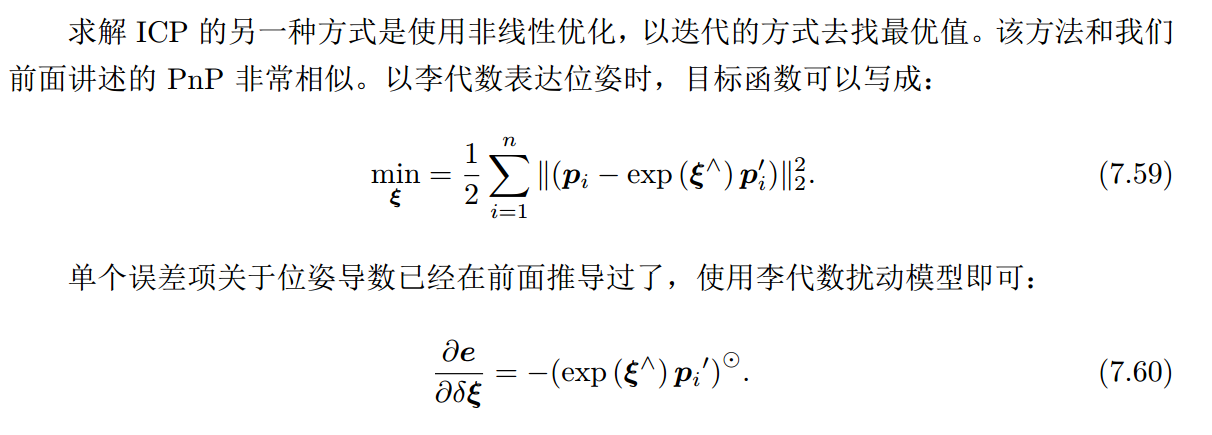 求解 ICP 的另一种方式是使用非线性优化，以迭代的方式去找最优值。该方法和我们
前面讲述的 PnP 非常相似。以李代数表达位姿时，目标函数可以写成：
$$\min_{\boldsymbol{\xi}} = \frac{1}{2} \sum_{i=1}^{n} \| (\boldsymbol{p}_i - \exp(\boldsymbol{\xi}^{\wedge}) \boldsymbol{p}'_i) \|_2^2. \tag{7.59}$$
单个误差项关于位姿导数已经在前面推导过了，使用李代数扰动模型即可：
$$\frac{\partial \boldsymbol{e}}{\partial \delta \boldsymbol{\xi}} = -(\exp(\boldsymbol{\xi}^{\wedge}) \boldsymbol{p}_i{}')^{\odot}. \tag{7.60}$$